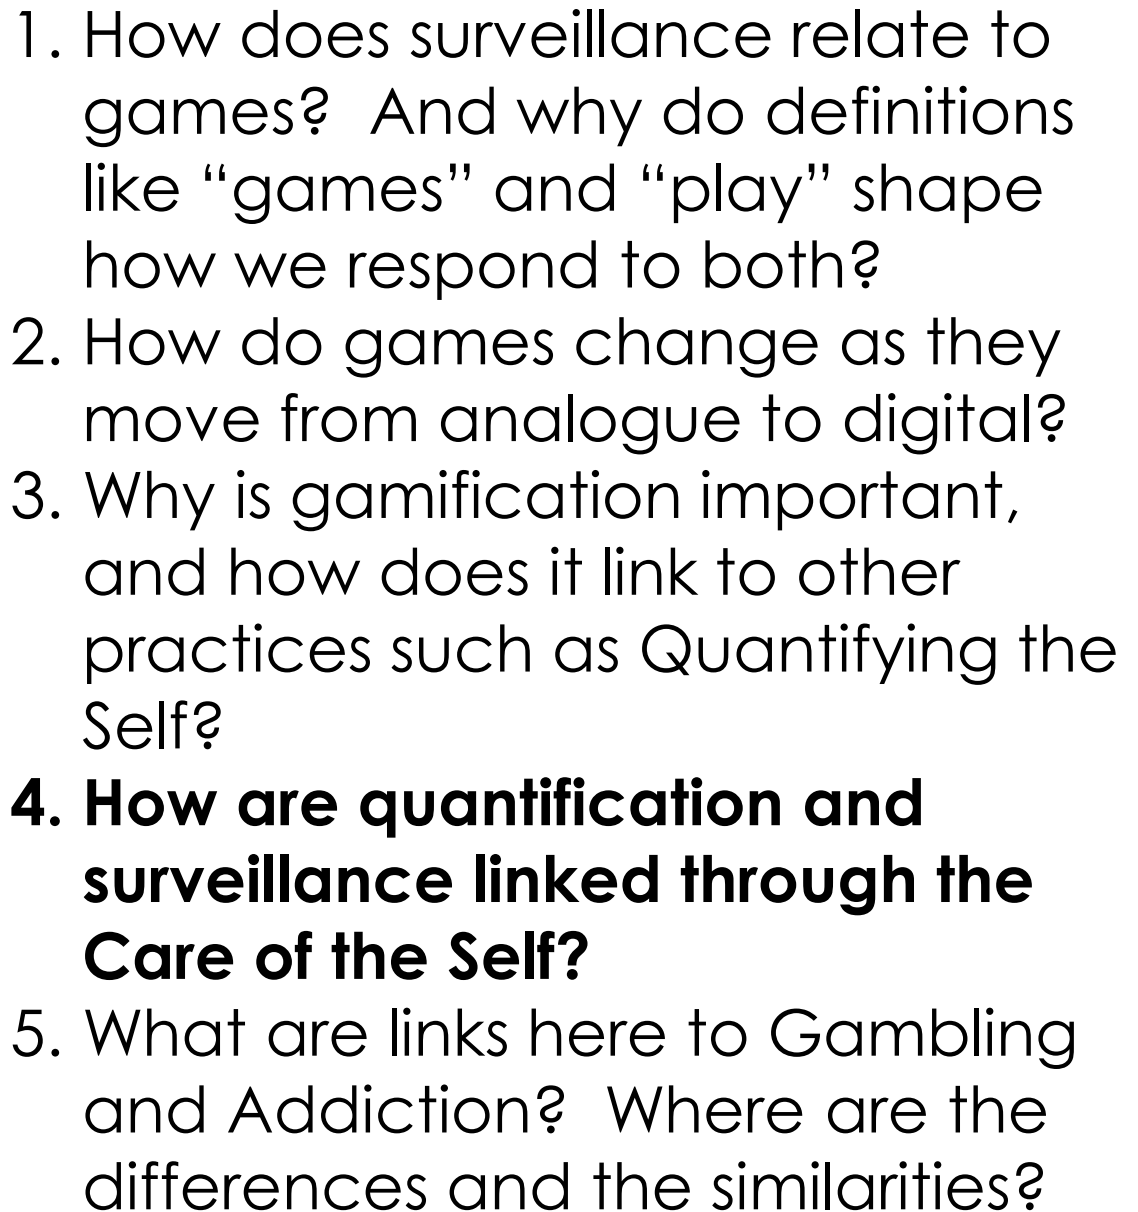 1. How does surveillance relate to
games?  And why do definitions
like “games” and “play” shape
how we respond to both?
2. How do games change as they
move from analogue to digital?
3. Why is gamification important,
and how does it link to other
practices such as Quantifying the
Self?
4. How are quantification and
surveillance linked through the
Care of the Self?
5. What are links here to Gambling
and Addiction?  Where are the
differences and the similarities?